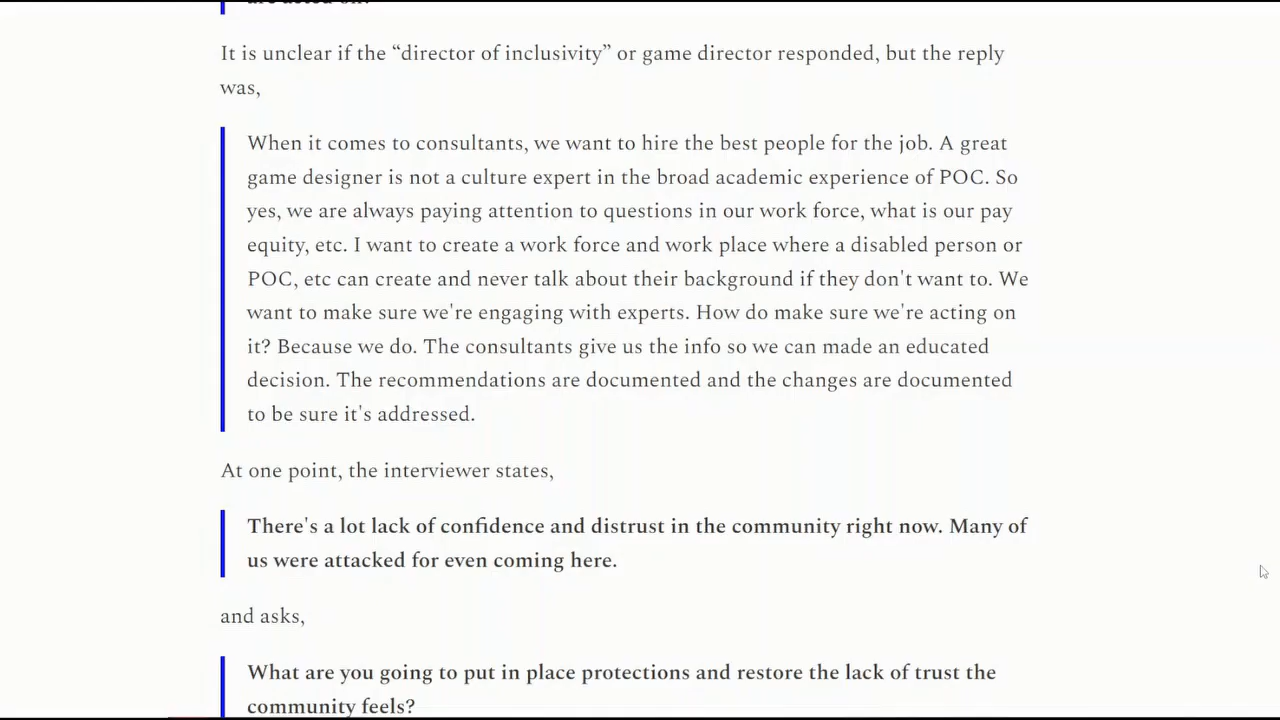 are acted on?
It is unclear if the “director of inclusivity” or game director responded, but the reply
was,
When it comes to consultants, we want to hire the best people for the job. A great
game designer is not a culture expert in the broad academic experience of POC. So
yes, we are always paying attention to questions in our work force, what is our pay
equity, etc. I want to create a work force and work place where a disabled person or
POC, etc can create and never talk about their background if they don't want to. We
want to make sure we're engaging with experts. How do make sure we're acting on
it? Because we do. The consultants give us the info so we can made an educated
decision. The recommendations are documented and the changes are documented
to be sure it's addressed.
At one point, the interviewer states,
There's a lot lack of confidence and distrust in the community right now. Many of
us were attacked for even coming here.
and asks,
What are you going to put in place protections and restore the lack of trust the
community feels?